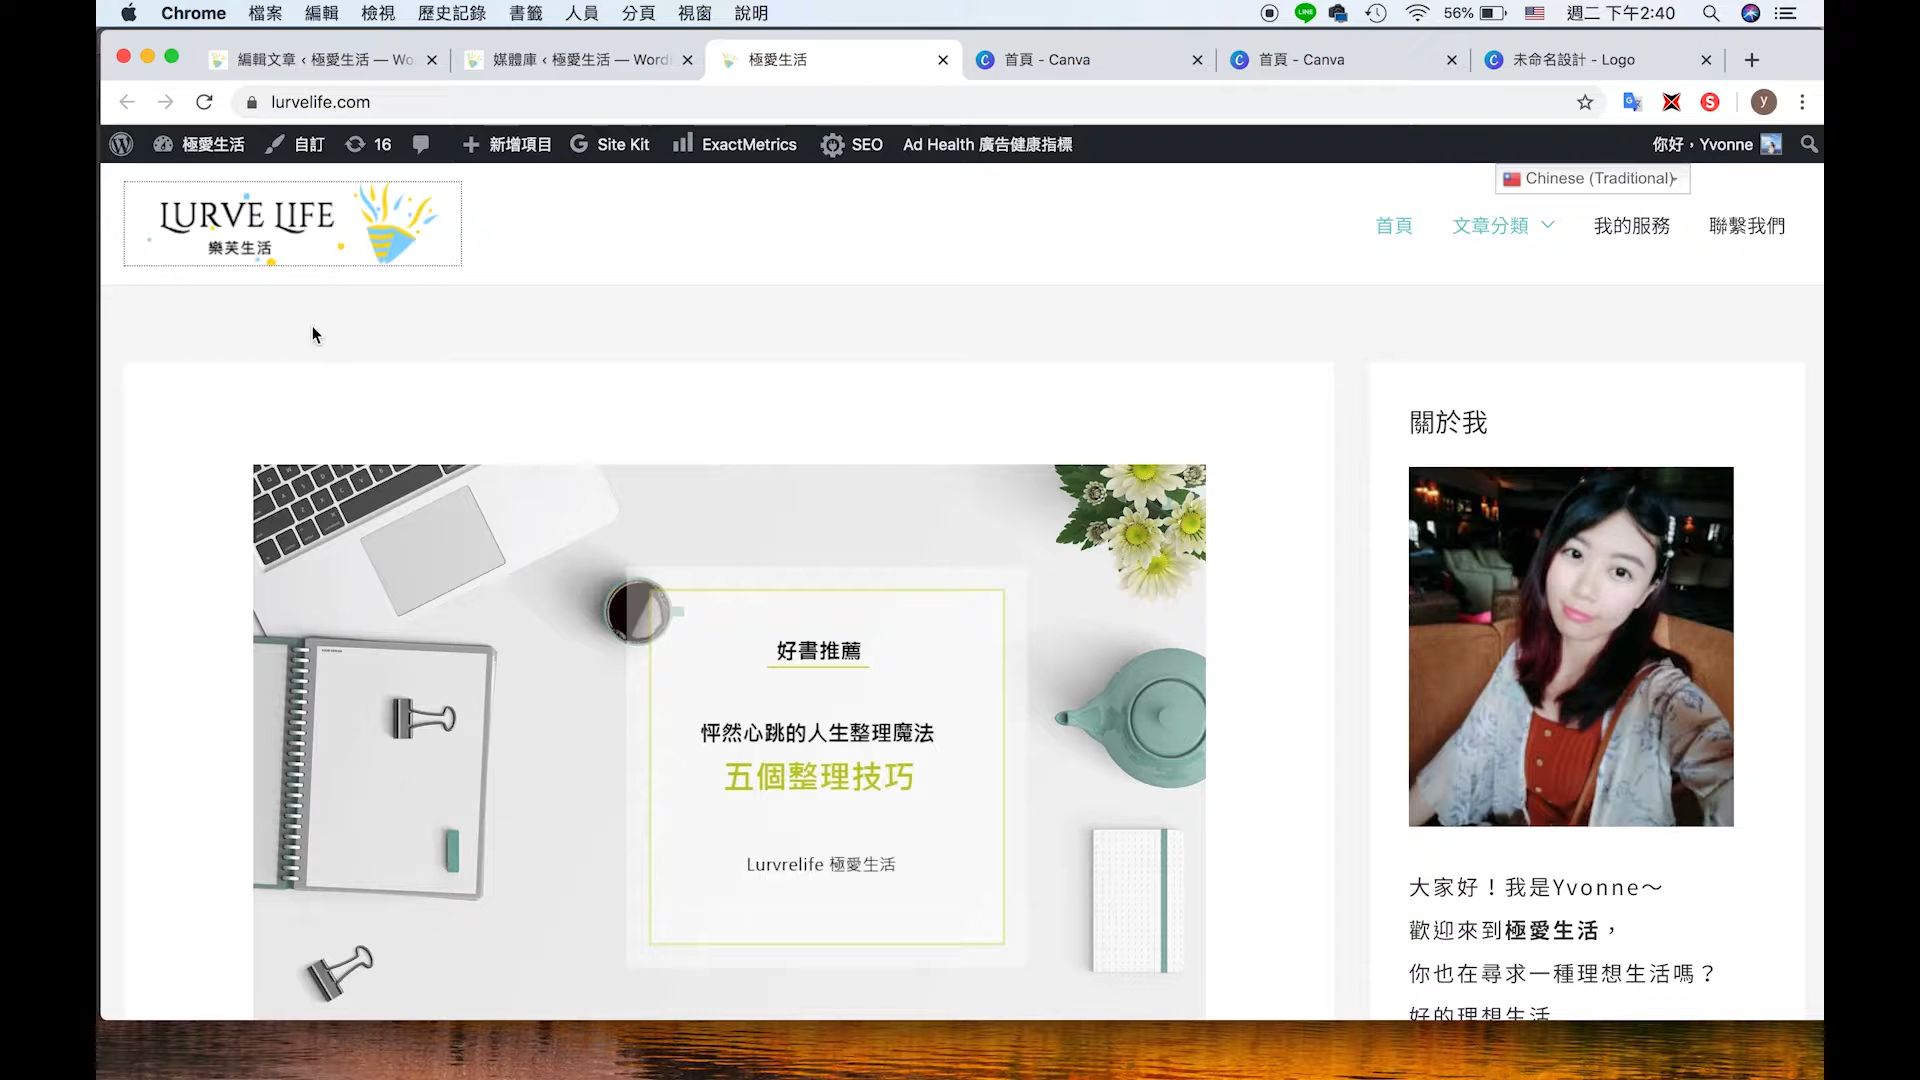 Chrome 檔案 編輯 檢視 歷史記錄 書籤 人員 分頁 視窗 說明 LINE 56% 週二 下午2:40
編輯文章 ‹ 極愛生活 — Wo 媒體庫 ‹ 極愛生活 — Word 極愛生活 首頁 - Canva 首頁 - Canva 未命名設計 - Logo
lurvelife.com
極愛生活 自訂 16 新增項目 Site Kit ExactMetrics SEO Ad Health 廣告健康指標 你好，Yvonne
Chinese (Traditional)
LURVE LIFE
樂芙生活
首頁 文章分類 我的服務 聯繫我們
關於我
好書推薦
怦然心跳的人生整理魔法
五個整理技巧
Lurvrelife 極愛生活
大家好！我是Yvonne～
歡迎來到極愛生活，
你也在尋求一種理想生活嗎？
好的理想生活